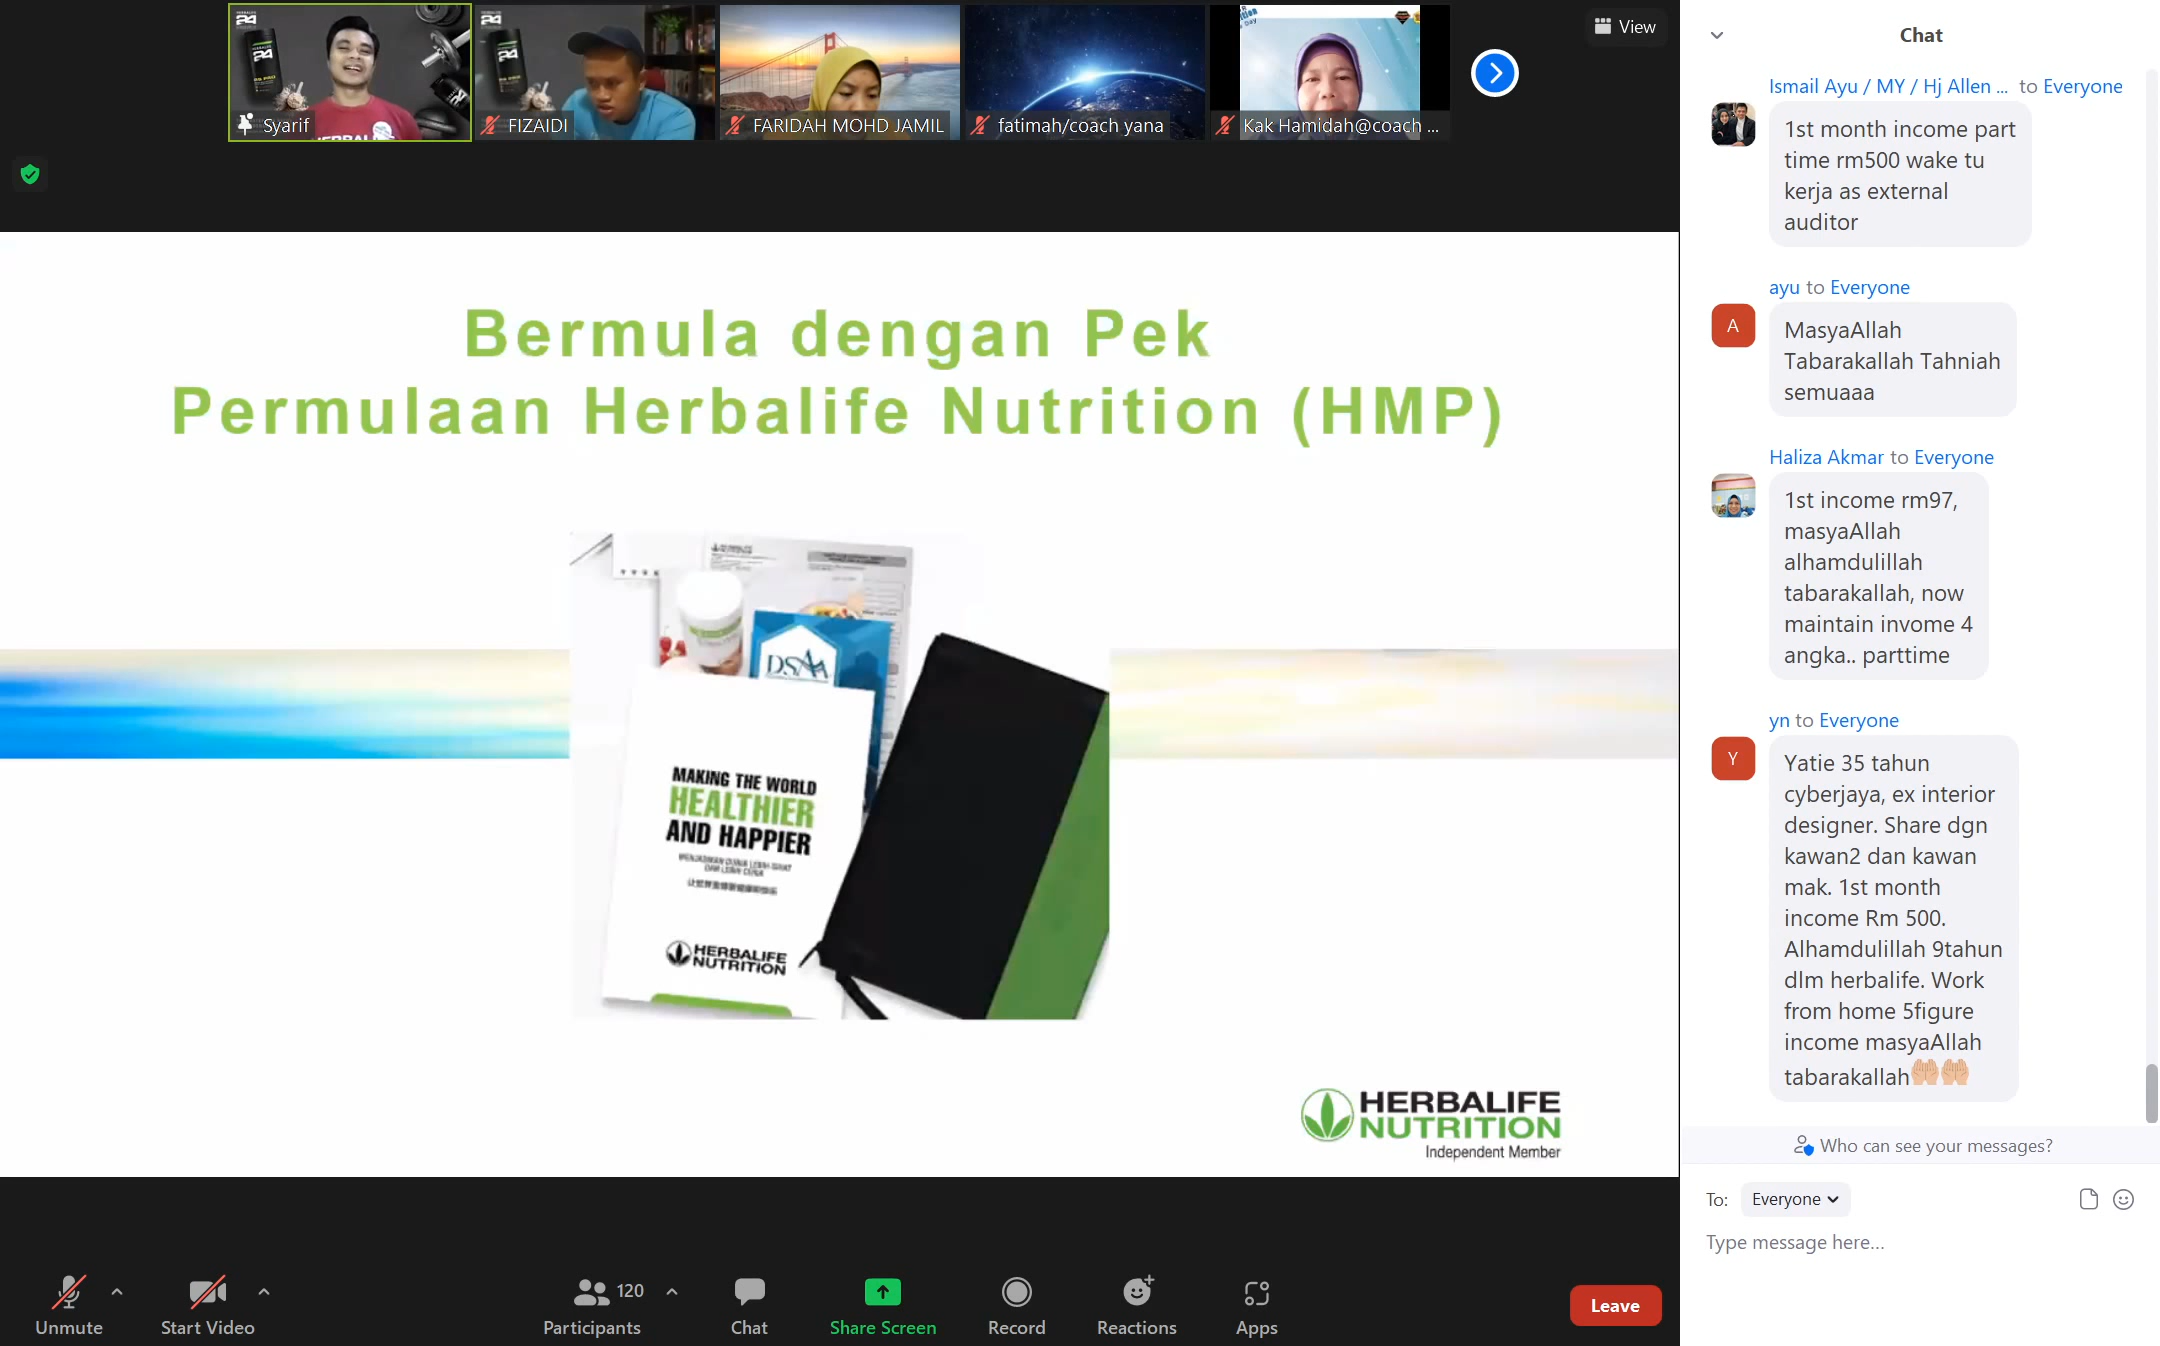 Syarif
FIZAIDI
FARIDAH MOHD JAMIL
fatimah/coach yana
Kak Hamidah@coach ...
View
Bermula dengan Pek
Permulaan Herbalife Nutrition (HMP)
DSAA
MAKING THE WORLD
HEALTHIER
AND HAPPIER
HERBALIFE
NUTRITION
HERBALIFE
NUTRITION
Independent Member
Unmute
Start Video
120
Participants
Chat
Share Screen
Record
Reactions
Apps
Leave
Chat
Ismail Ayu / MY / Hj Allen ... to Everyone
1st month income part
time rm500 wake tu
kerja as external
auditor
ayu to Everyone
A
MasyaAllah
Tabarakallah Tahniah
semuaaa
Haliza Akmar to Everyone
1st income rm97,
masyaAllah
alhamdulillah
tabarakallah, now
maintain invome 4
angka.. parttime
yn to Everyone
Y
Yatie 35 tahun
cyberjaya, ex interior
designer. Share dgn
kawan2 dan kawan
mak. 1st month
income Rm 500.
Alhamdulillah 9tahun
dlm herbalife. Work
from home 5figure
income masyaAllah
tabarakallah🤲🏼🤲🏼
Who can see your messages?
To: Everyone
Type message here...